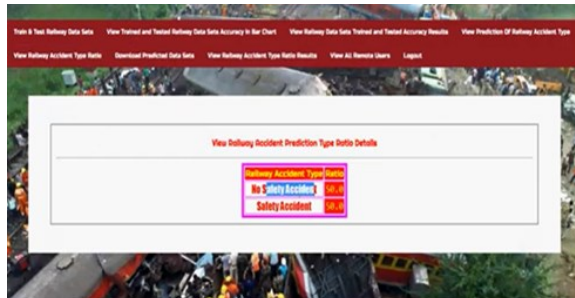 Train & Test Railway Data Sets View Trained and Tested Railway Data Sets Accuracy in Bar Chart View Railway Data Sets Trained and Tested Accuracy Results View Prediction Of Railway Accident Type
View Railway Accident Type Ratio Download Predicted Data Sets View Railway Accident Type Ratio Results View All Remote Users Logout
View Railway Accident Prediction Type Ratio Details
Railway Accident Type Ratio
No Safety Accident 50.0
Safety Accident 50.0